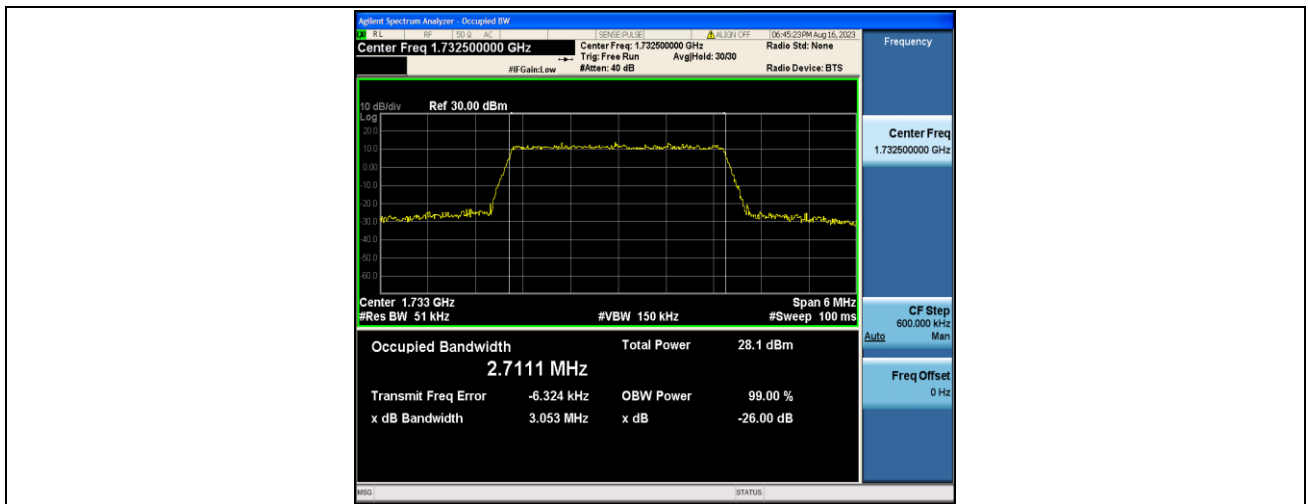 Agilent Spectrum Analyzer - Occupied BW
RL RF 50 Ω AC SENSE:PULSE ALIGN OFF 06:45:23PM Aug 16, 2023
Center Freq 1.732500000 GHz
Center Freq: 1.732500000 GHz
Radio Std: None
Trig: Free Run Avg|Hold: 30/30
#IFGain:Low #Atten: 40 dB
Radio Device: BTS
Frequency
10 dB/div Ref 30.00 dBm
Log
20.0
10.0
0.00
-10.0
-20.0
-30.0
-40.0
-50.0
-60.0
Center 1.733 GHz Span 6 MHz
#Res BW 51 kHz #VBW 150 kHz #Sweep 100 ms
Occupied Bandwidth Total Power 28.1 dBm
2.7111 MHz
Transmit Freq Error -6.324 kHz OBW Power 99.00 %
x dB Bandwidth 3.053 MHz x dB -26.00 dB
Center Freq
1.732500000 GHz
CF Step
600.000 kHz
Auto Man
Freq Offset
0 Hz
MSG STATUS